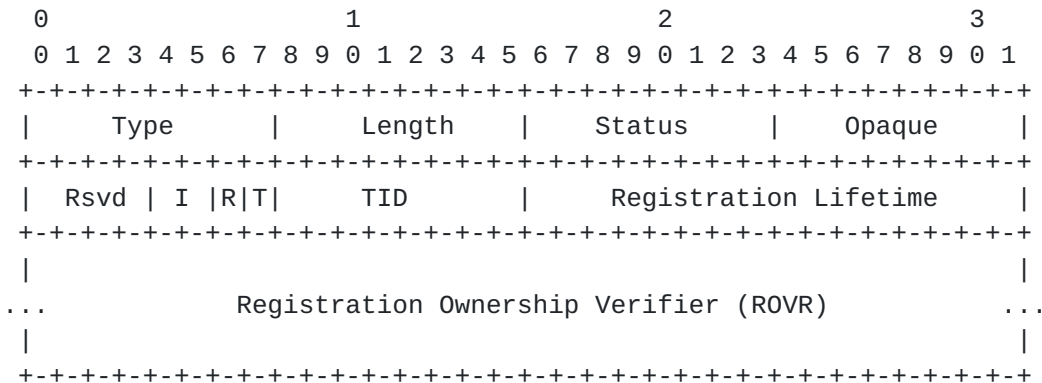 0                   1                   2                   3
 0 1 2 3 4 5 6 7 8 9 0 1 2 3 4 5 6 7 8 9 0 1 2 3 4 5 6 7 8 9 0 1
+-+-+-+-+-+-+-+-+-+-+-+-+-+-+-+-+-+-+-+-+-+-+-+-+-+-+-+-+-+-+-+-+
|     Type      |     Length    |    Status     |    Opaque     |
+-+-+-+-+-+-+-+-+-+-+-+-+-+-+-+-+-+-+-+-+-+-+-+-+-+-+-+-+-+-+-+-+
|  Rsvd | I |R|T|     TID       |     Registration Lifetime     |
+-+-+-+-+-+-+-+-+-+-+-+-+-+-+-+-+-+-+-+-+-+-+-+-+-+-+-+-+-+-+-+-+
|                                                               |
...            Registration Ownership Verifier (ROVR)           ...
|                                                               |
+-+-+-+-+-+-+-+-+-+-+-+-+-+-+-+-+-+-+-+-+-+-+-+-+-+-+-+-+-+-+-+-+